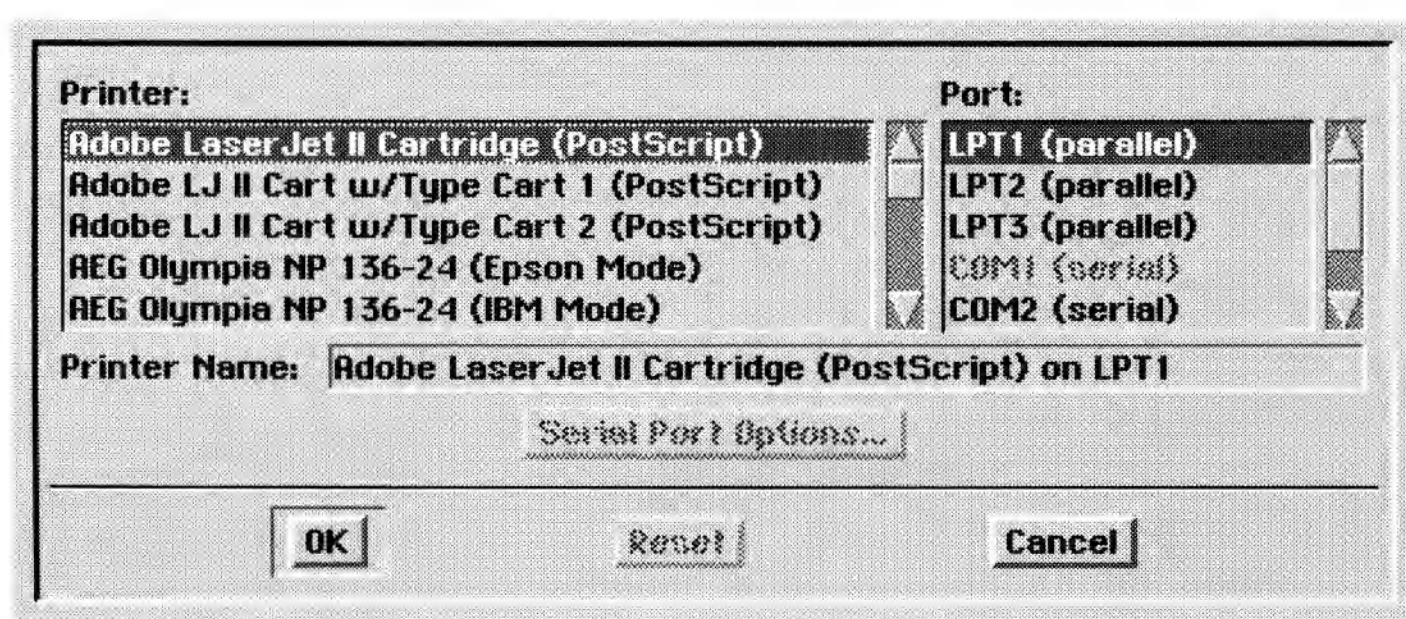 Printer:
Adobe LaserJet II Cartridge (PostScript)
Adobe LJ II Cart w/Type Cart 1 (PostScript)
Adobe LJ II Cart w/Type Cart 2 (PostScript)
AEG Olympia NP 136-24 (Epson Mode)
AEG Olympia NP 136-24 (IBM Mode)
Port:
LPT1 (parallel)
LPT2 (parallel)
LPT3 (parallel)
COM1 (serial)
COM2 (serial)
Printer Name: Adobe LaserJet II Cartridge (PostScript) on LPT1
Serial Port Options...
OK Reset Cancel